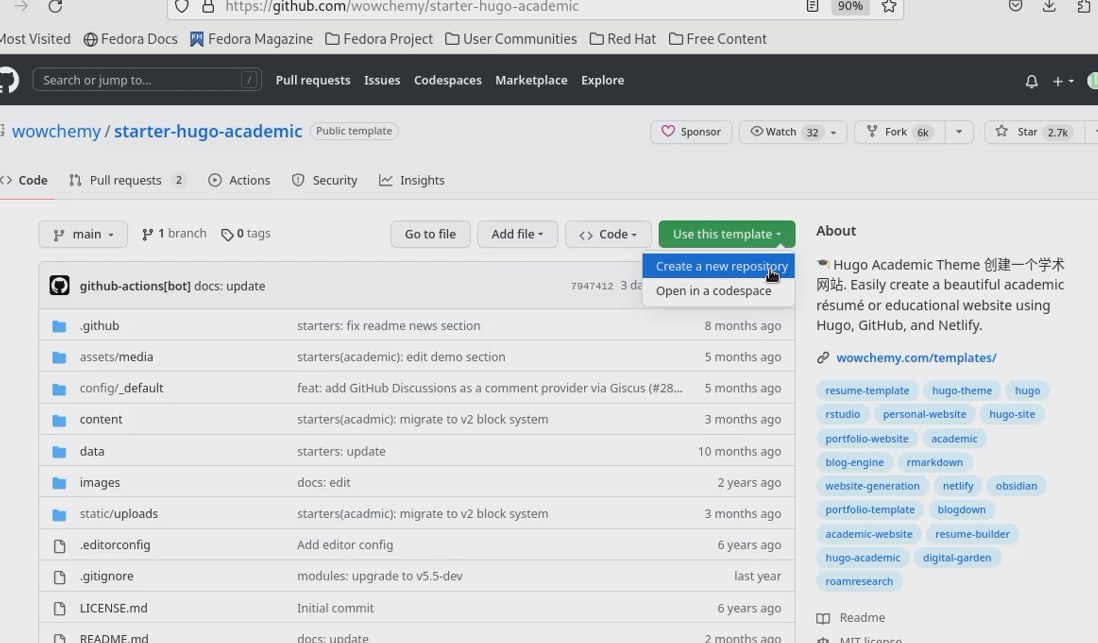 https://github.com/wowchemy/starter-hugo-academic 90%
Most Visited Fedora Docs Fedora Magazine Fedora Project User Communities Red Hat Free Content
Search or jump to... / Pull requests Issues Codespaces Marketplace Explore
wowchemy / starter-hugo-academic Public template Sponsor Watch 32 Fork 6k Star 2.7k
Code Pull requests 2 Actions Security Insights
main 1 branch 0 tags Go to file Add file Code Use this template
Create a new repository
Open in a codespace
github-actions[bot] docs: update 7947412 3 da
.github starters: fix readme news section 8 months ago
assets/media starters(academic): edit demo section 5 months ago
config/_default feat: add GitHub Discussions as a comment provider via Giscus (#28... 5 months ago
content starters(acadmic): migrate to v2 block system 3 months ago
data starters: update 10 months ago
images docs: edit 2 years ago
static/uploads starters(acadmic): migrate to v2 block system 3 months ago
.editorconfig Add editor config 6 years ago
.gitignore modules: upgrade to v5.5-dev last year
LICENSE.md Initial commit 6 years ago
README.md docs: update 2 months ago
About
🎓 Hugo Academic Theme 创建一个学术
网站. Easily create a beautiful academic
résumé or educational website using
Hugo, GitHub, and Netlify.
wowchemy.com/templates/
resume-template hugo-theme hugo
rstudio personal-website hugo-site
portfolio-website academic
blog-engine rmarkdown
website-generation netlify obsidian
portfolio-template blogdown
academic-website resume-builder
hugo-academic digital-garden
roamresearch
Readme
MIT license